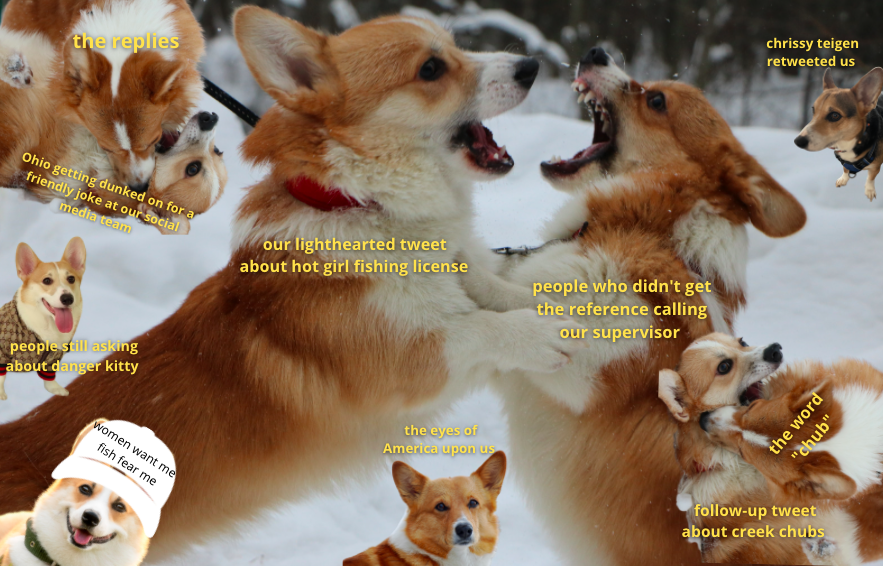 the replies
chrissy teigen
retweeted us
Ohio getting dunked on for a
friendly joke at our social
media team
our lighthearted tweet
about hot girl fishing license
people who didn't get
the reference calling
our supervisor
people still asking
about danger kitty
the word
"chub"
women want me
fish fear me
the eyes of
America upon us
follow-up tweet
about creek chubs